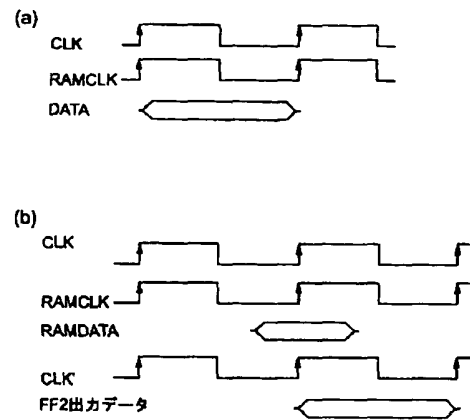 (a)
CLK
RAMCLK
DATA
(b)
CLK
RAMCLK
RAMDATA
CLK'
FF2出力データ